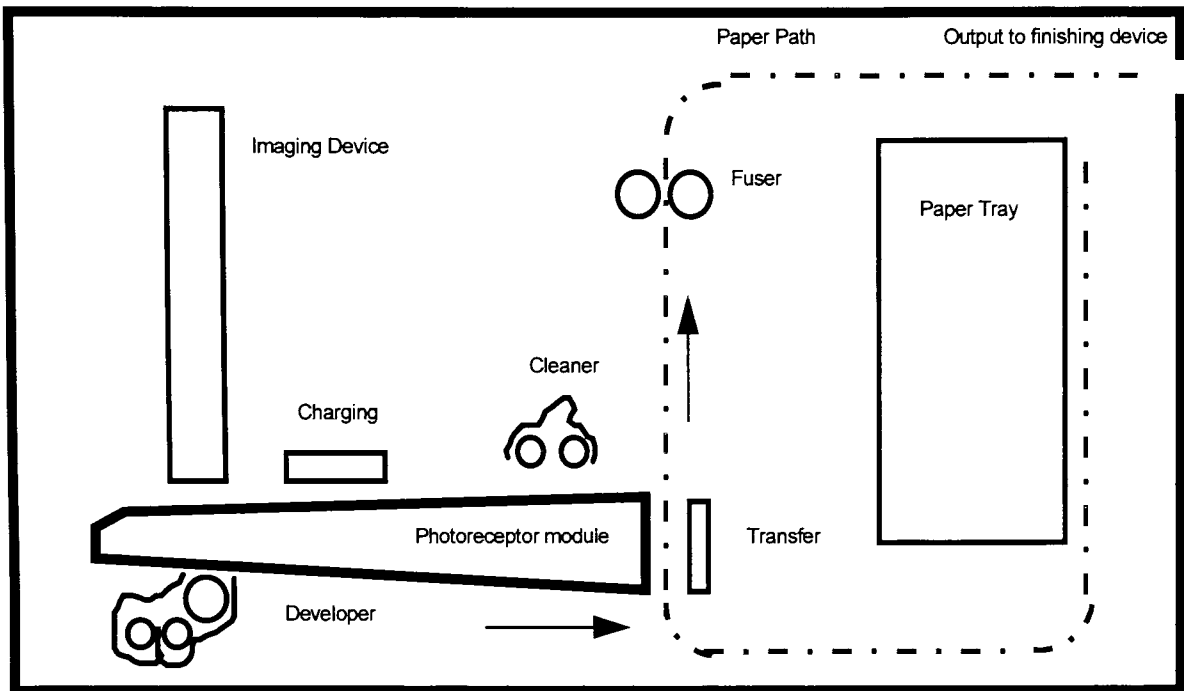 Paper Path
Output to finishing device
Imaging Device
Fuser
Paper Tray
Cleaner
Charging
Photoreceptor module
Transfer
Developer